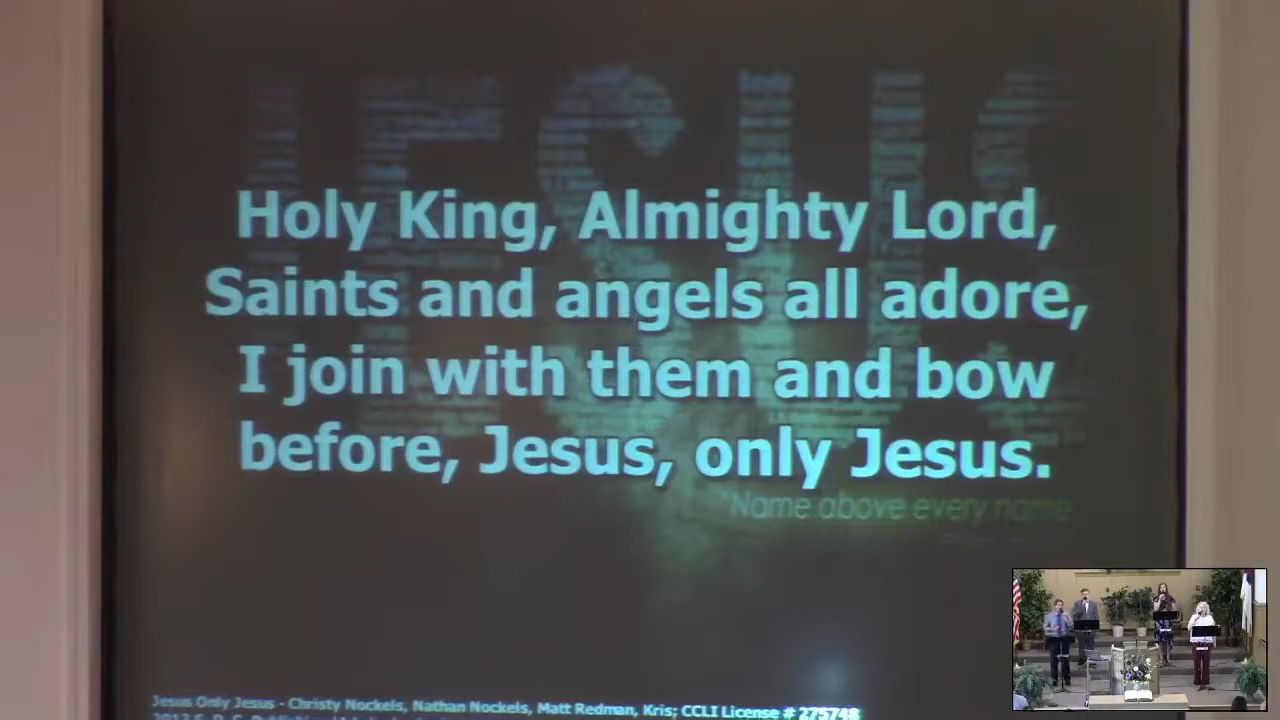 JESUS
Holy King, Almighty Lord,
Saints and angels all adore,
I join with them and bow
before, Jesus, only Jesus.
"Name above every name
Jesus Only Jesus - Christy Nockels, Nathan Nockels, Matt Redman, Kris; CCLI License # 275748